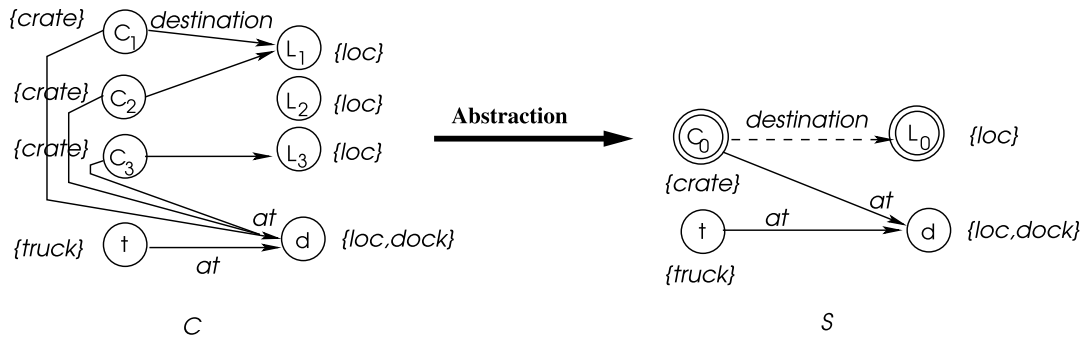 {crate} C1 destination L1 {loc}
{crate} C2 L2 {loc}
{crate} C3 L3 {loc}
at
{truck} t d {loc,dock}
at
C
Abstraction
C0 destination L0 {loc}
{crate}
at
t at d {loc,dock}
{truck}
S